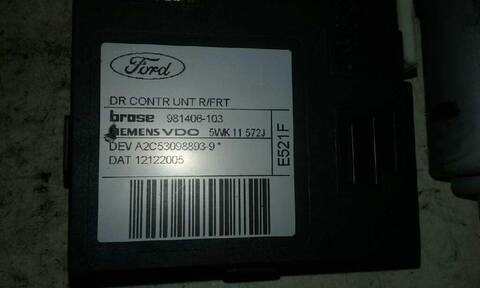 Ford
DR CONTR UNT R/FRT
brose 981406-103
SIEMENS VDO 5WK 11 572J
DEV A2C53098893-9 *
DAT 12122005
E521F